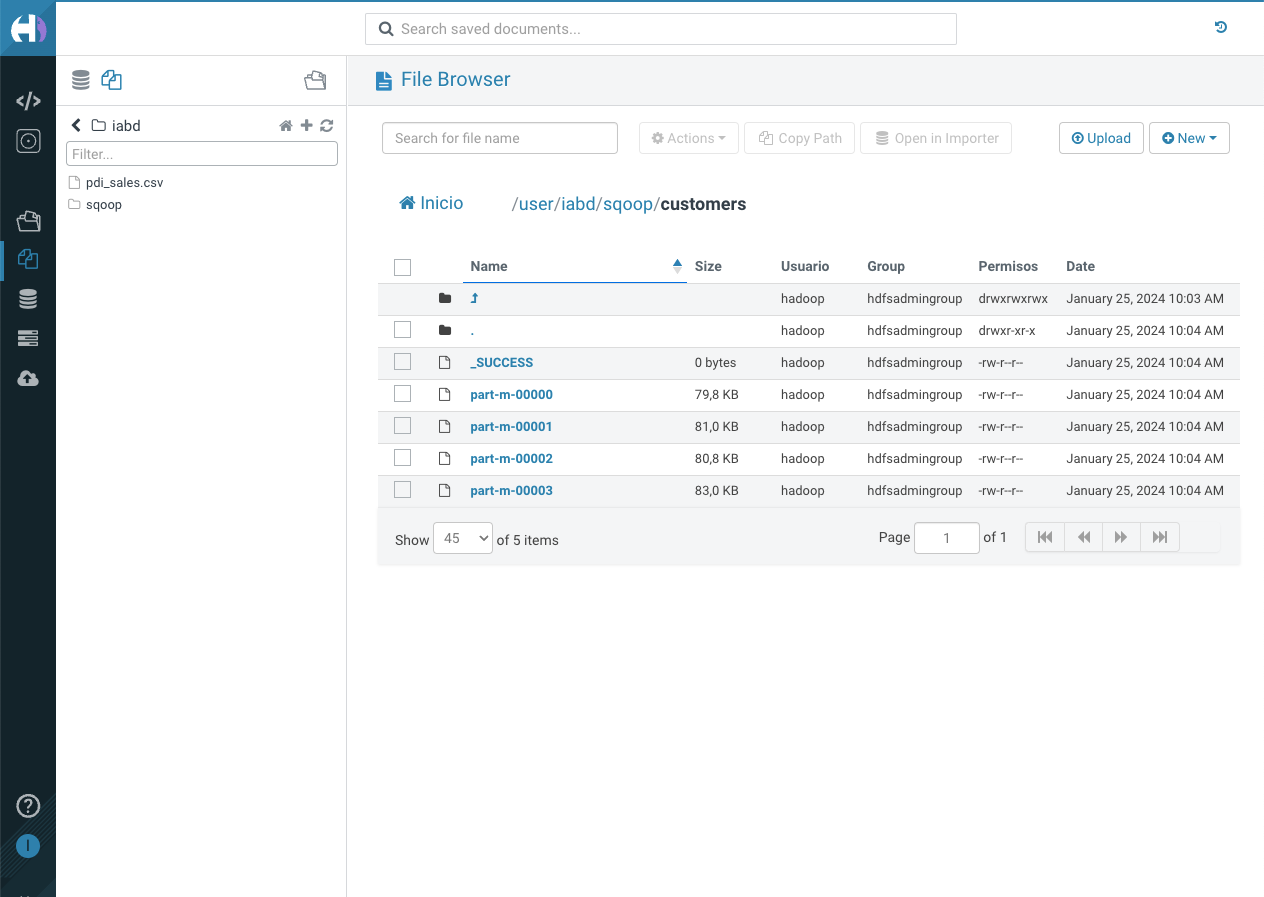 Search saved documents...
File Browser
iabd
Filter...
pdi_sales.csv
sqoop
Search for file name
Actions
Copy Path
Open in Importer
Upload
New
Inicio
/user/iabd/sqoop/customers
Name Size Usuario Group Permisos Date
hadoop hdfsadmingroup drwxrwxrwx January 25, 2024 10:03 AM
. hadoop hdfsadmingroup drwxr-xr-x January 25, 2024 10:04 AM
_SUCCESS 0 bytes hadoop hdfsadmingroup -rw-r--r-- January 25, 2024 10:04 AM
part-m-00000 79,8 KB hadoop hdfsadmingroup -rw-r--r-- January 25, 2024 10:04 AM
part-m-00001 81,0 KB hadoop hdfsadmingroup -rw-r--r-- January 25, 2024 10:04 AM
part-m-00002 80,8 KB hadoop hdfsadmingroup -rw-r--r-- January 25, 2024 10:04 AM
part-m-00003 83,0 KB hadoop hdfsadmingroup -rw-r--r-- January 25, 2024 10:04 AM
Show 45 of 5 items
Page 1 of 1
I